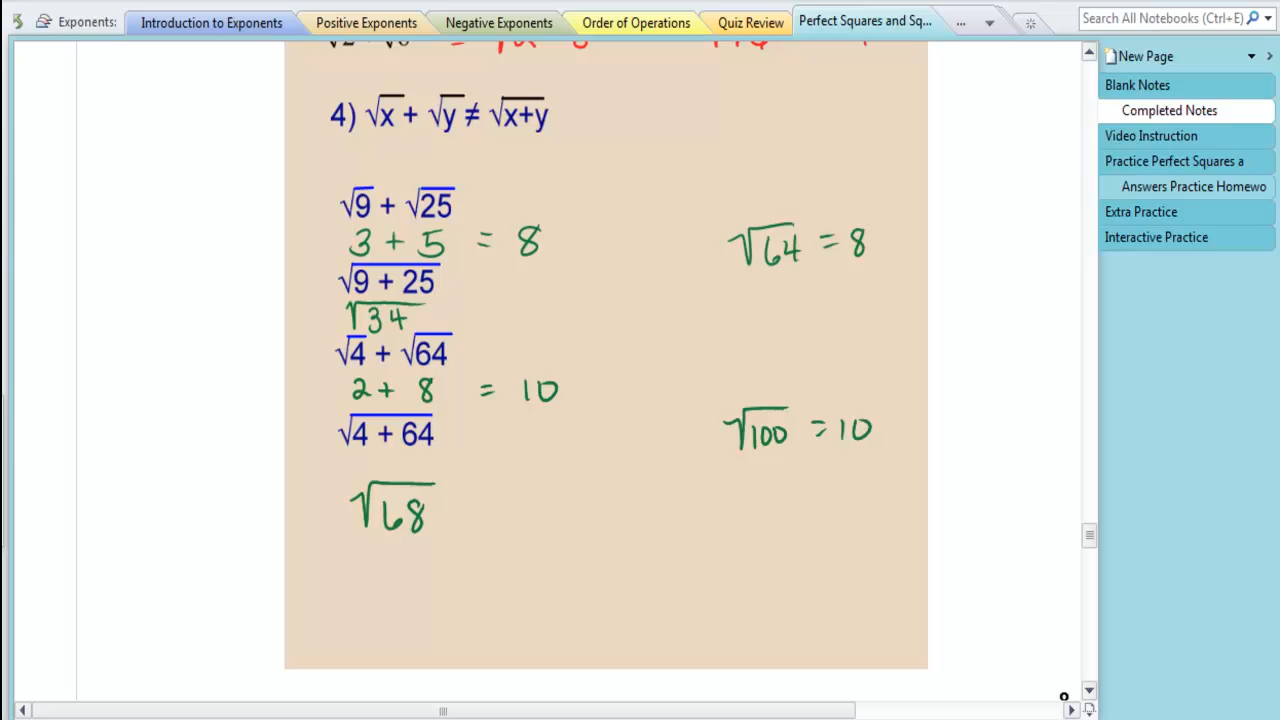 Exponents: Introduction to Exponents Positive Exponents Negative Exponents Order of Operations Quiz Review Perfect Squares and Sq... ... Search All Notebooks (Ctrl+E)
New Page
Blank Notes
Completed Notes
Video Instruction
Practice Perfect Squares a
Answers Practice Homewo
Extra Practice
Interactive Practice
4) √x + √y ≠ √x+y
√9 + √25
3 + 5 = 8 √64 = 8
√9 + 25
√34
√4 + √64
2 + 8 = 10
√4 + 64 √100 = 10
√68